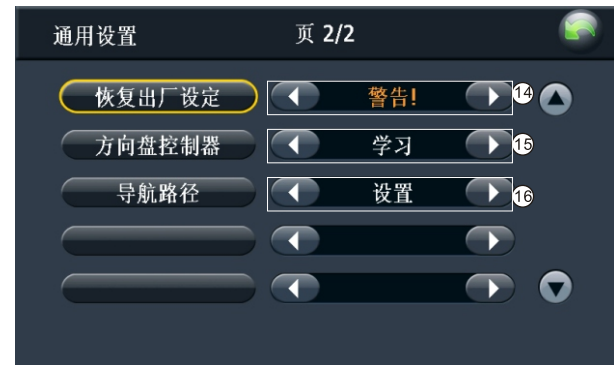 通用设置 页 2/2
恢复出厂设定 警告! 14
方向盘控制器 学习 15
导航路径 设置 16